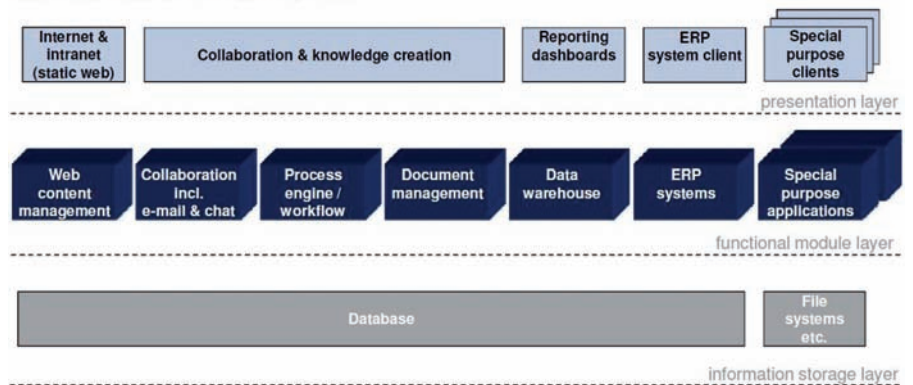 Internet &
intranet
(static web)
Collaboration & knowledge creation
Reporting
dashboards
ERP
system client
Special
purpose
clients
presentation layer
Web
content
management
Collaboration
incl.
e-mail & chat
Process
engine /
workflow
Document
management
Data
warehouse
ERP
systems
Special
purpose
applications
functional module layer
Database
File
systems
etc.
information storage layer